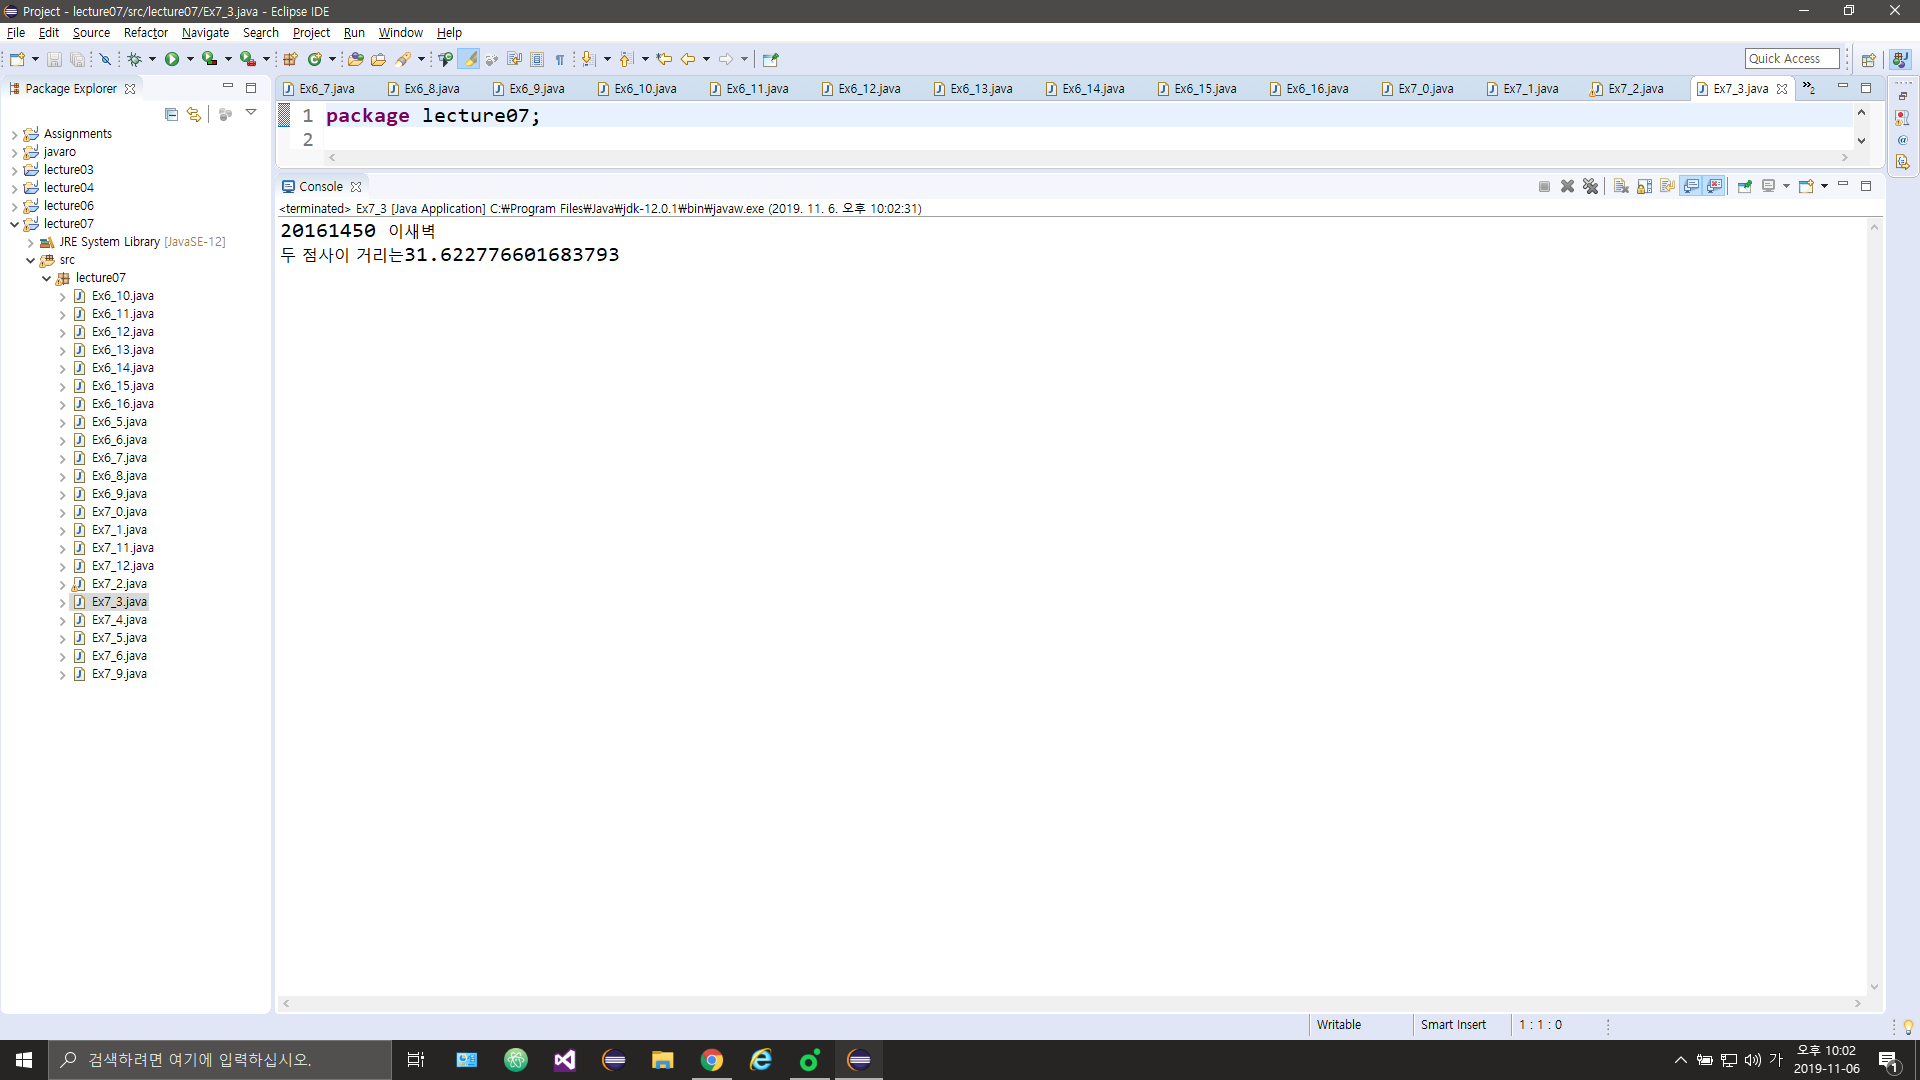 Project - lecture07/src/lecture07/Ex7_3.java - Eclipse IDE
File Edit Source Refactor Navigate Search Project Run Window Help
Quick Access
Package Explorer
Ex6_7.java Ex6_8.java Ex6_9.java Ex6_10.java Ex6_11.java Ex6_12.java Ex6_13.java Ex6_14.java Ex6_15.java Ex6_16.java Ex7_0.java Ex7_1.java Ex7_2.java Ex7_3.java »2
1 package lecture07;
2
Console
<terminated> Ex7_3 [Java Application] C:₩Program Files₩Java₩jdk-12.0.1₩bin₩javaw.exe (2019. 11. 6. 오후 10:02:31)
20161450 이새벽
두 점사이 거리는31.622776601683793
Assignments
javaro
lecture03
lecture04
lecture06
lecture07
JRE System Library [JavaSE-12]
src
lecture07
Ex6_10.java
Ex6_11.java
Ex6_12.java
Ex6_13.java
Ex6_14.java
Ex6_15.java
Ex6_16.java
Ex6_5.java
Ex6_6.java
Ex6_7.java
Ex6_8.java
Ex6_9.java
Ex7_0.java
Ex7_1.java
Ex7_11.java
Ex7_12.java
Ex7_2.java
Ex7_3.java
Ex7_4.java
Ex7_5.java
Ex7_6.java
Ex7_9.java
Writable Smart Insert 1 : 1 : 0
검색하려면 여기에 입력하십시오.
가 오후 10:02
2019-11-06
1